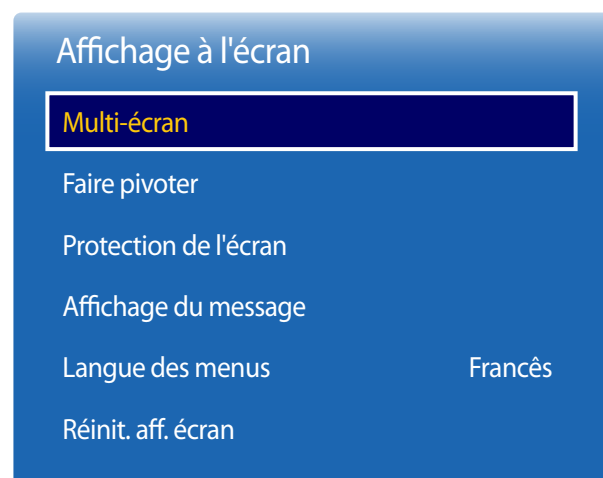 Affichage à l'écran
Multi-écran
Faire pivoter
Protection de l'écran
Affichage du message
Langue des menus Francês
Réinit. aff. écran